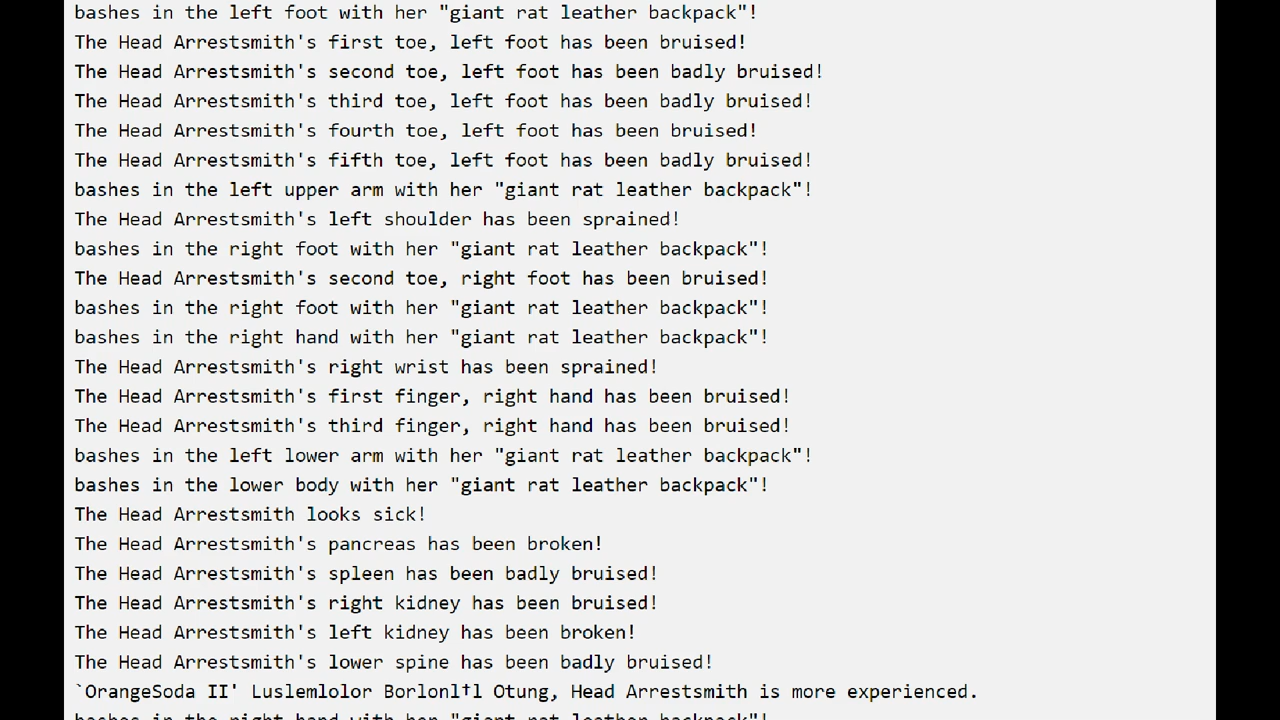 bashes in the left foot with her "giant rat leather backpack"!
The Head Arrestsmith's first toe, left foot has been bruised!
The Head Arrestsmith's second toe, left foot has been badly bruised!
The Head Arrestsmith's third toe, left foot has been badly bruised!
The Head Arrestsmith's fourth toe, left foot has been bruised!
The Head Arrestsmith's fifth toe, left foot has been badly bruised!
bashes in the left upper arm with her "giant rat leather backpack"!
The Head Arrestsmith's left shoulder has been sprained!
bashes in the right foot with her "giant rat leather backpack"!
The Head Arrestsmith's second toe, right foot has been bruised!
bashes in the right foot with her "giant rat leather backpack"!
bashes in the right hand with her "giant rat leather backpack"!
The Head Arrestsmith's right wrist has been sprained!
The Head Arrestsmith's first finger, right hand has been bruised!
The Head Arrestsmith's third finger, right hand has been bruised!
bashes in the left lower arm with her "giant rat leather backpack"!
bashes in the lower body with her "giant rat leather backpack"!
The Head Arrestsmith looks sick!
The Head Arrestsmith's pancreas has been broken!
The Head Arrestsmith's spleen has been badly bruised!
The Head Arrestsmith's right kidney has been bruised!
The Head Arrestsmith's left kidney has been broken!
The Head Arrestsmith's lower spine has been badly bruised!
`OrangeSoda II' Luslemlolor Borlonl†l Otung, Head Arrestsmith is more experienced.
bashes in the right hand with her "giant rat leather backpack"!